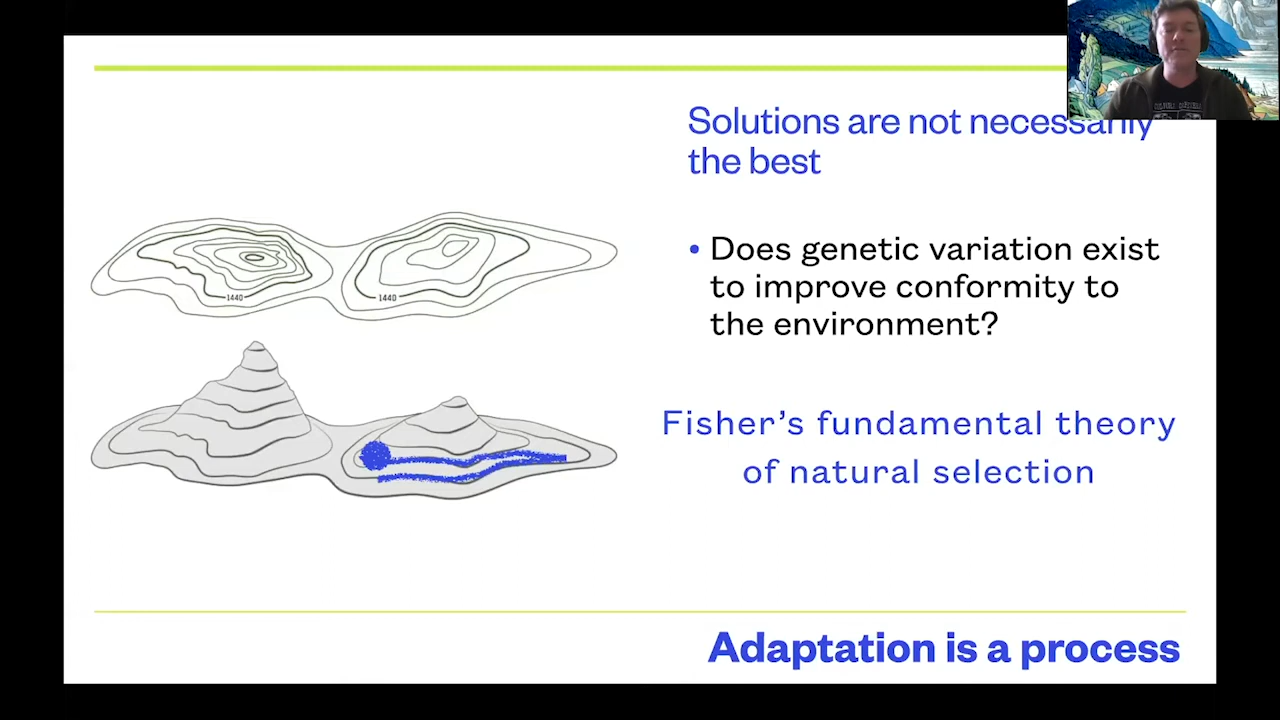 Solutions are not necessarily
the best
• Does genetic variation exist
to improve conformity to
the environment?
1440
1440
Fisher's fundamental theory
of natural selection
Adaptation is a process